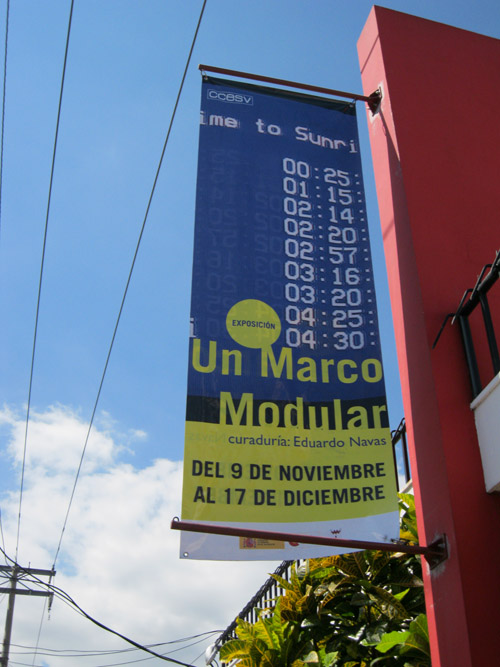 ccesv
ime to Sunri
00:25:
01:15:
02:14:
02:20:
02:57:
03:16:
03:20:
04:25:
04:30:
EXPOSICIÓN
Un Marco
Modular
curaduría: Eduardo Navas
DEL 9 DE NOVIEMBRE
AL 17 DE DICIEMBRE